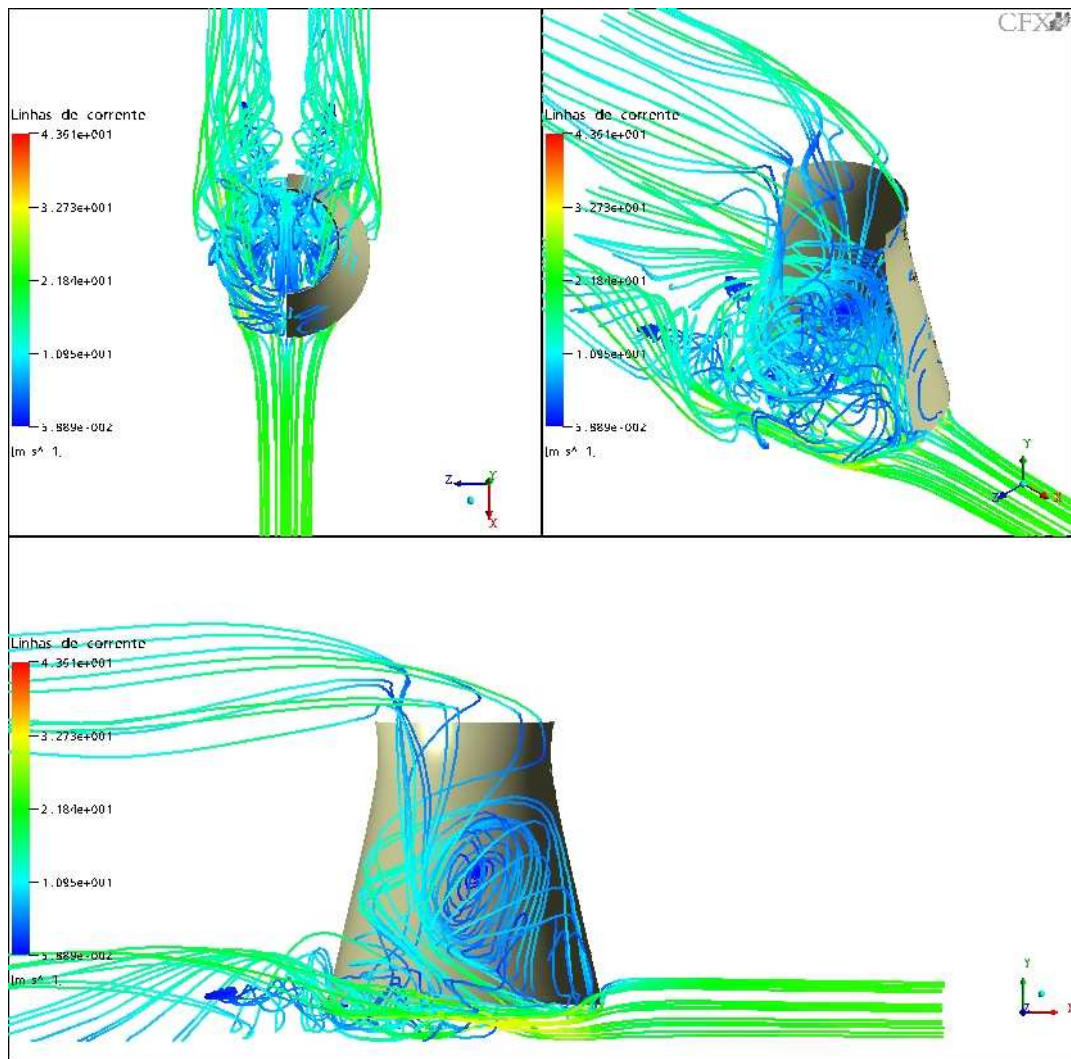 CFX
Linhas de corrente
4.361e+001
3.273e+001
2.184e+001
1.095e+001
5.889e-002
[m s^ 1]
Z
Y
X
Linhas de corrente
4.361e+001
3.273e+001
2.184e+001
1.095e+001
5.889e-002
[m s^ 1]
Y
Z
X
Linhas de corrente
4.361e+001
3.273e+001
2.184e+001
1.095e+001
5.889e-002
[m s^ 1]
Y
Z
X